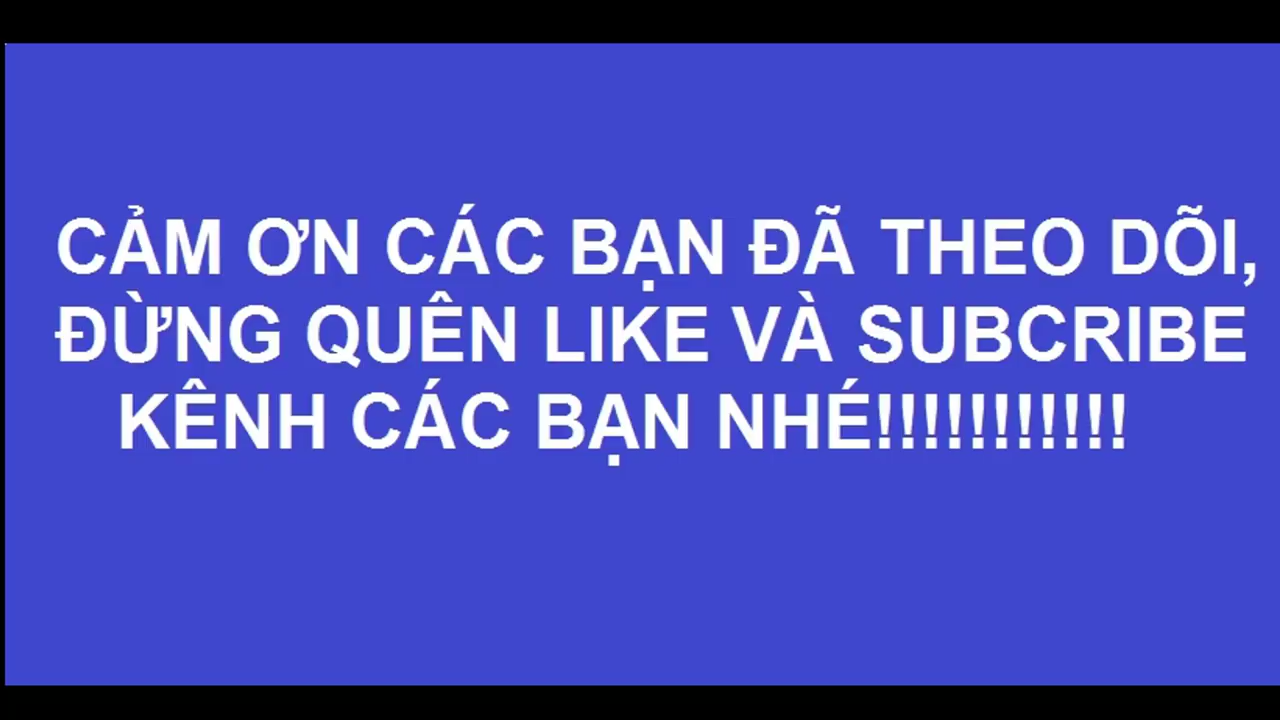 CẢM ƠN CÁC BẠN ĐÃ THEO DÕI,
ĐỪNG QUÊN LIKE VÀ SUBCRIBE
KÊNH CÁC BẠN NHÉ!!!!!!!!!!!